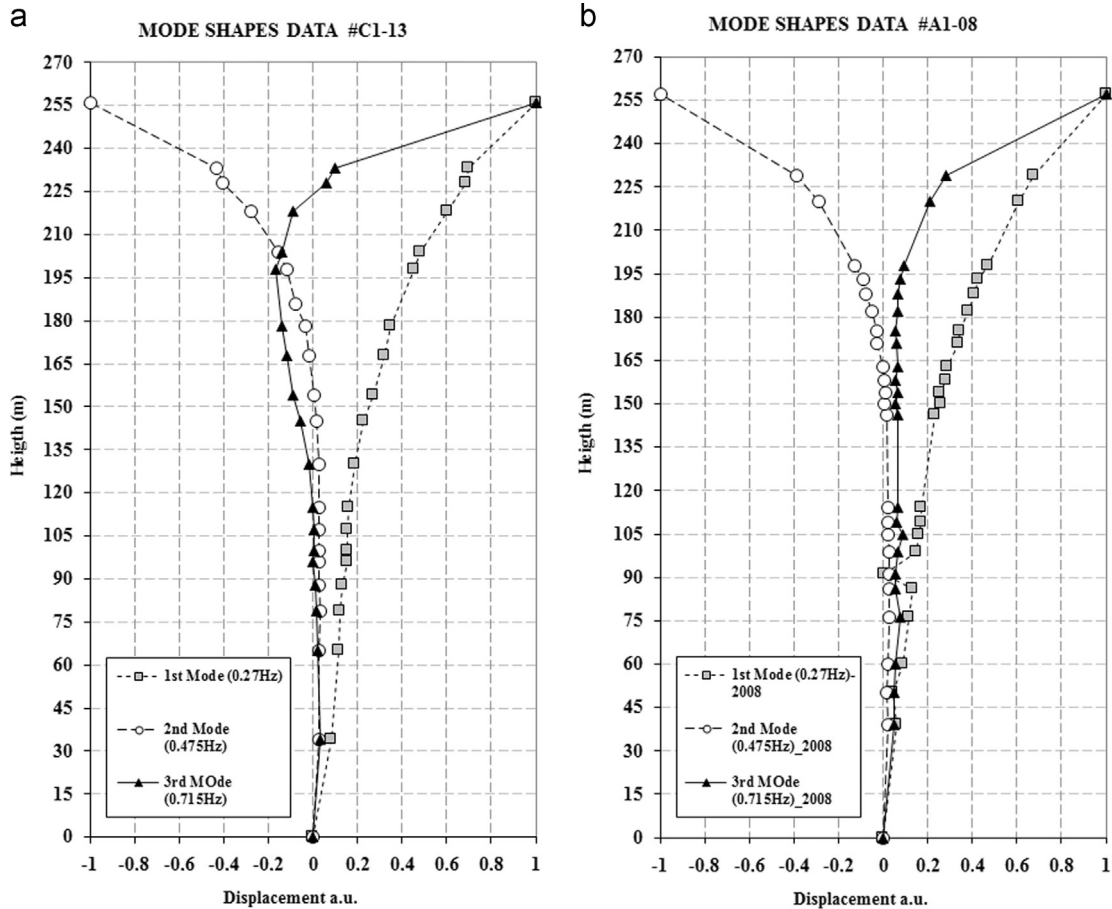 a
MODE SHAPES DATA #C1-13
270
255
240
225
210
195
180
165
150
135
120
105
90
75
60
45
30
15
0
Heigth (m)
1st Mode (0.27Hz)
2nd Mode
(0.475Hz)
3rd MOde
(0.715Hz)
-1 -0.8 -0.6 -0.4 -0.2 0 0.2 0.4 0.6 0.8 1
Displacement a.u.
b
MODE SHAPES DATA #A1-08
270
255
240
225
210
195
180
165
150
135
120
105
90
75
60
45
30
15
0
Heigth (m)
1st Mode (0.27Hz)-
2008
2nd Mode
(0.475Hz)_2008
3rd MOde
(0.715Hz)_2008
-1 -0.8 -0.6 -0.4 -0.2 0 0.2 0.4 0.6 0.8 1
Displacement a.u.